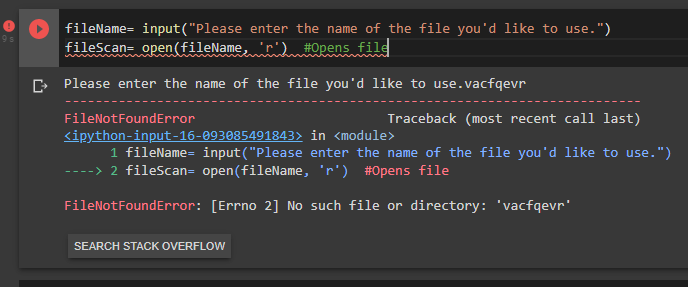 fileName= input("Please enter the name of the file you'd like to use.")
9s
fileScan= open(fileName, 'r')  #Opens file
Please enter the name of the file you'd like to use.vacfqevr
---------------------------------------------------------------------------
FileNotFoundError                         Traceback (most recent call last)
<ipython-input-16-093085491843> in <module>
      1 fileName= input("Please enter the name of the file you'd like to use.")
----> 2 fileScan= open(fileName, 'r')  #Opens file
FileNotFoundError: [Errno 2] No such file or directory: 'vacfqevr'
SEARCH STACK OVERFLOW